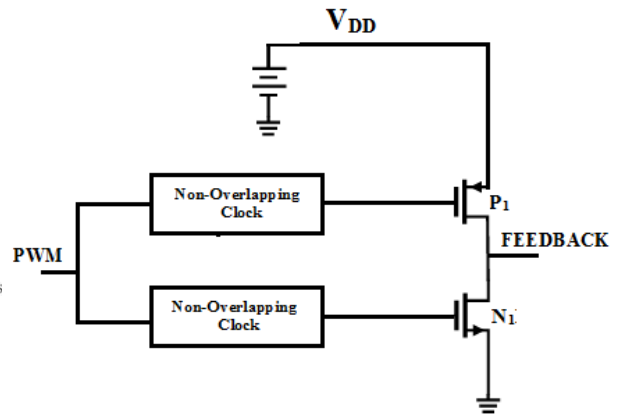 VDD
Non-Overlapping
Clock
P1
FEEDBACK
PWM
s
Non-Overlapping
Clock
N1